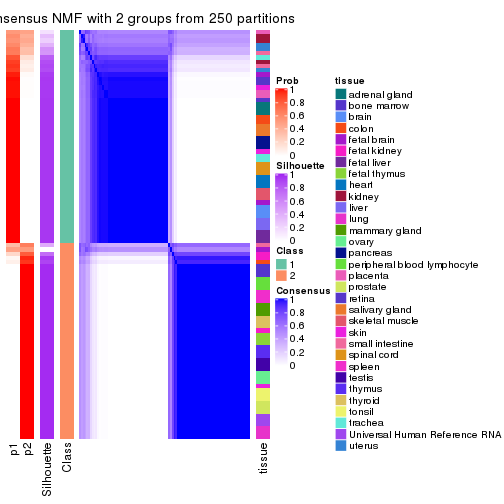 nsensus NMF with 2 groups from 250 partitions
Prob
1
0.8
0.6
0.4
0.2
0
Silhouette
1
0.8
0.6
0.4
0.2
0
Class
1
2
Consensus
1
0.8
0.6
0.4
0.2
0
tissue
adrenal gland
bone marrow
brain
colon
fetal brain
fetal kidney
fetal liver
fetal thymus
heart
kidney
liver
lung
mammary gland
ovary
pancreas
peripheral blood lymphocyte
placenta
prostate
retina
salivary gland
skeletal muscle
skin
small intestine
spinal cord
spleen
testis
thymus
thyroid
tonsil
trachea
Universal Human Reference RNA
uterus
p1
p2
Silhouette
Class
tissue